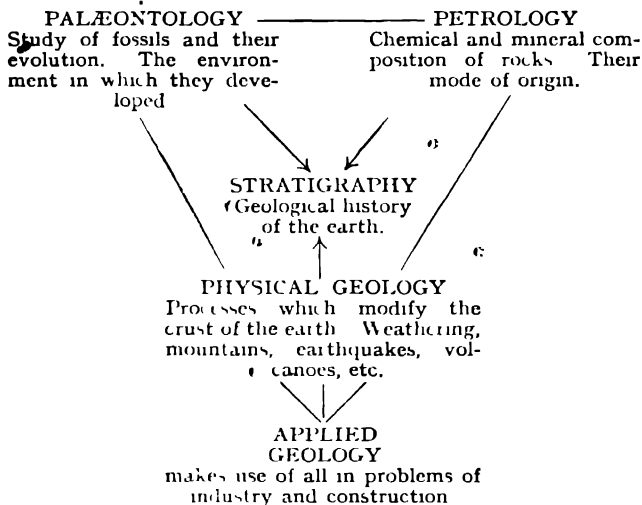 PALÆONTOLOGY
Study of fossils and their
evolution. The environ-
ment in which they deve-
loped
PETROLOGY
Chemical and mineral com-
position of rocks Their
mode of origin.
STRATIGRAPHY
Geological history
of the earth.
PHYSICAL GEOLOGY
Processes which modify the
crust of the earth Weathering,
mountains, earthquakes, vol-
canoes, etc.
APPLIED
GEOLOGY
makes use of all in problems of
industry and construction